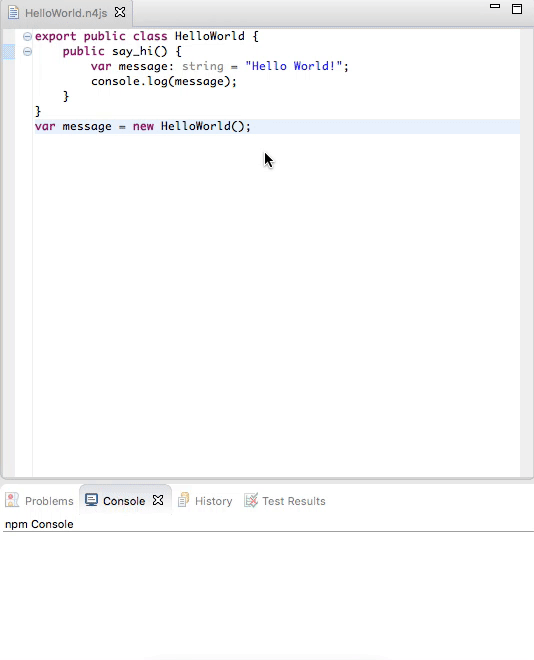 HelloWorld.n4js
export public class HelloWorld {
    public say_hi() {
        var message: string = "Hello World!";
        console.log(message);
    }
}
var message = new HelloWorld();
Problems Console History Test Results
npm Console